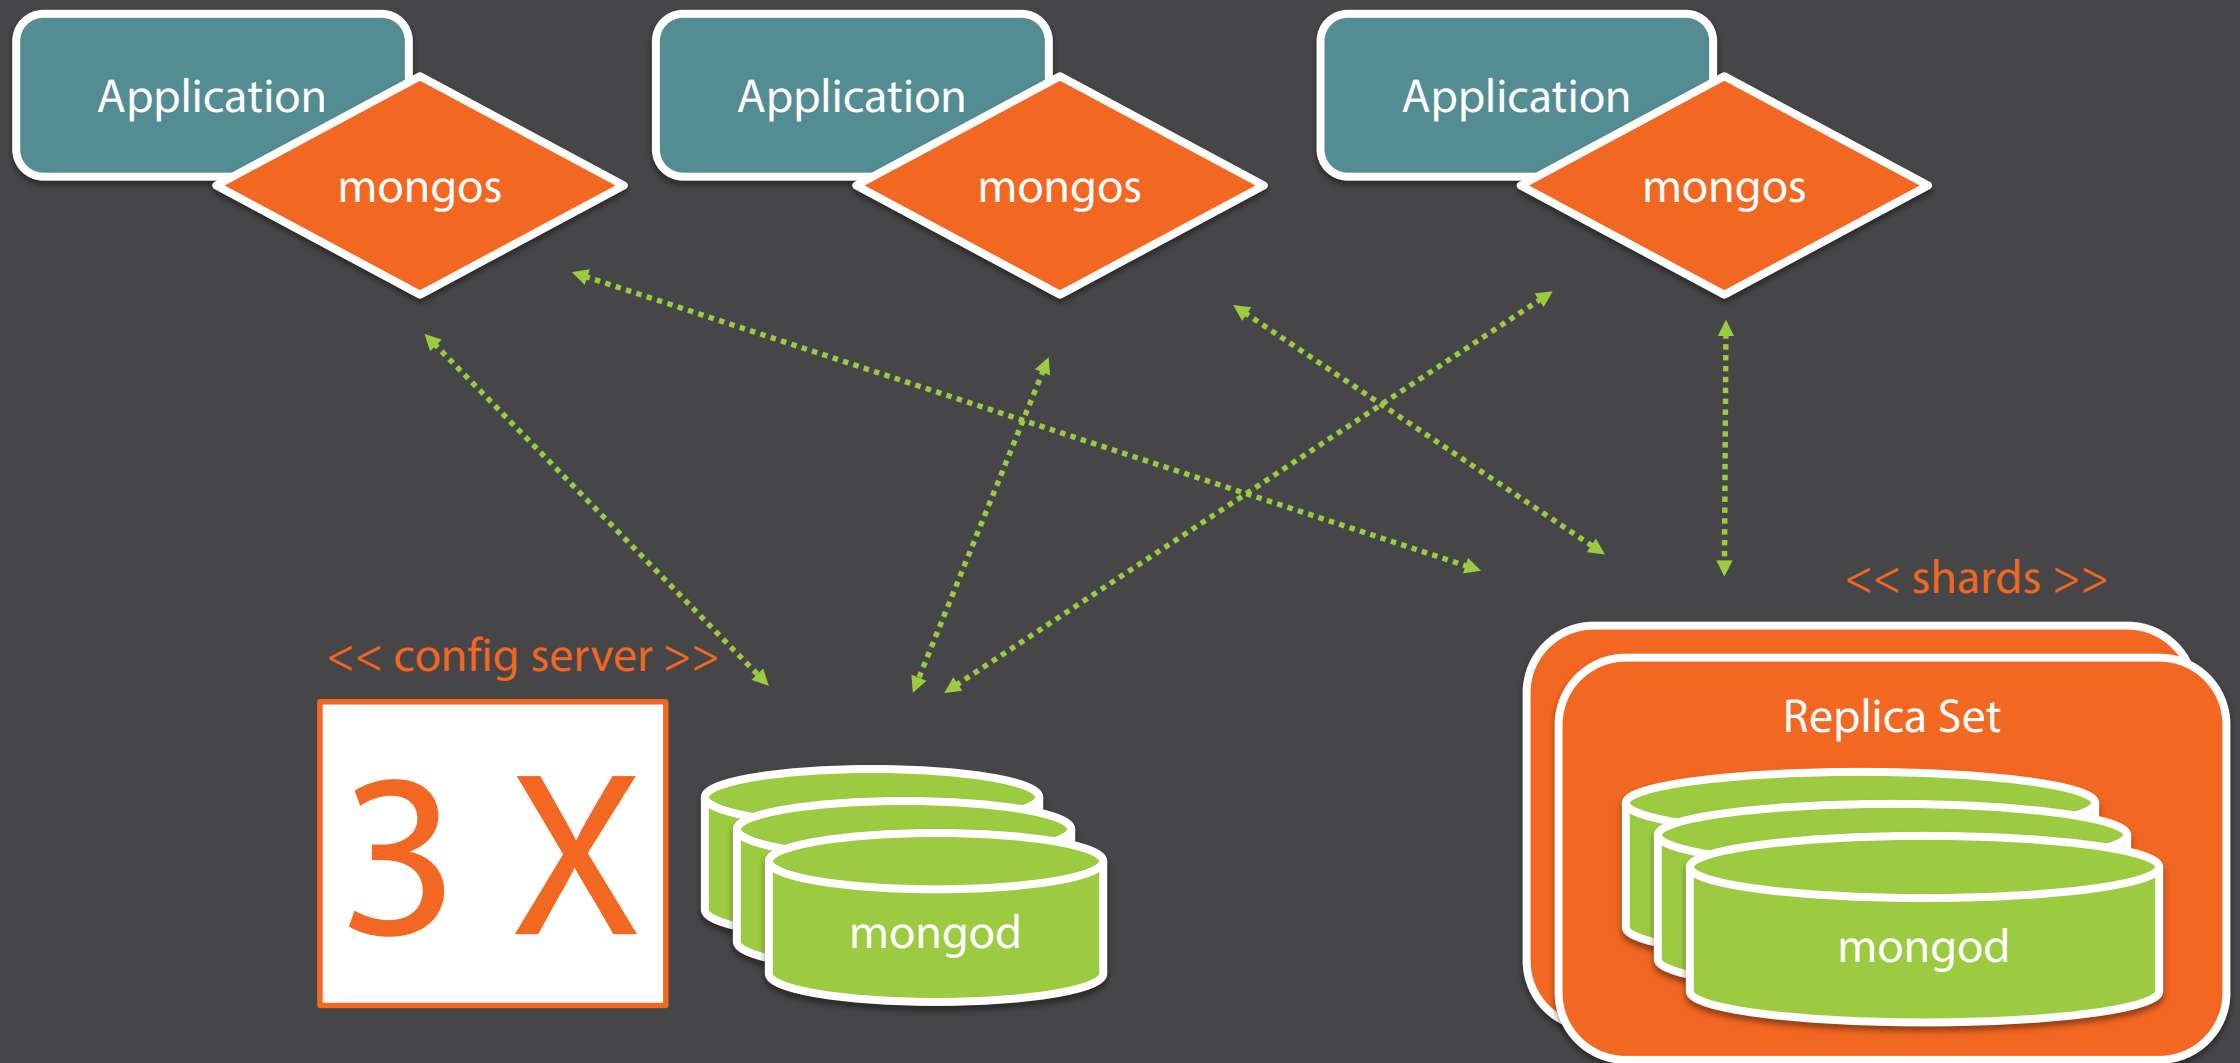 Application
mongos
Application
mongos
Application
mongos
<< shards >>
<< config server >>
3 X
mongod
Replica Set
mongod